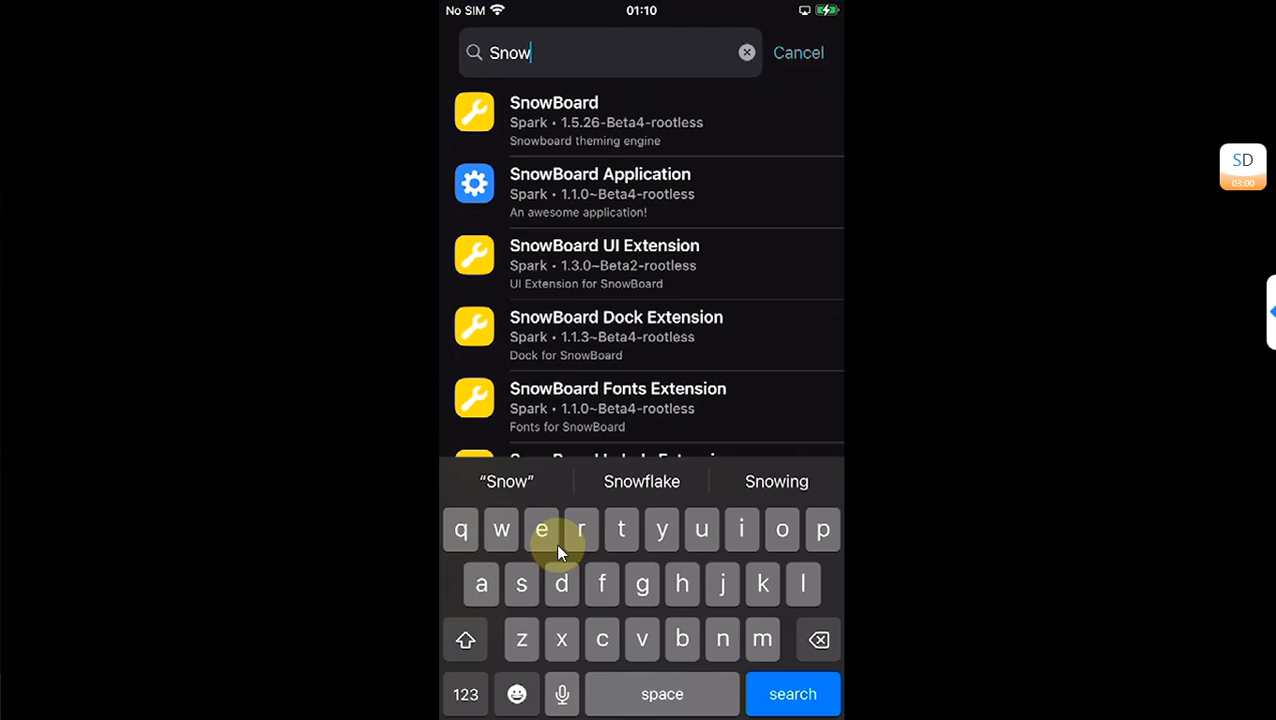 No SIM 01:10
Snow Cancel
SnowBoard
Spark • 1.5.26-Beta4-rootless
Snowboard theming engine
SnowBoard Application
Spark • 1.1.0~Beta4-rootless
An awesome application!
SnowBoard UI Extension
Spark • 1.3.0~Beta2-rootless
UI Extension for SnowBoard
SnowBoard Dock Extension
Spark • 1.1.3~Beta4-rootless
Dock for SnowBoard
SnowBoard Fonts Extension
Spark • 1.1.0~Beta4-rootless
Fonts for SnowBoard
“Snow” Snowflake Snowing
q w e r t y u i o p
a s d f g h j k l
z x c v b n m
123 space search
SD
03:00